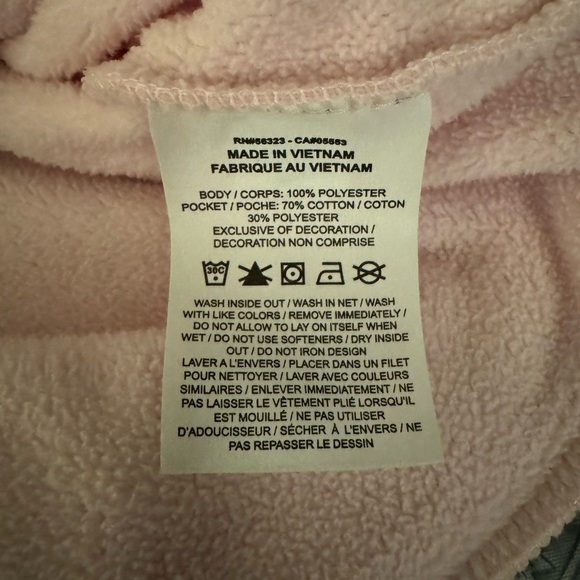 RN#56323 - CA#05553
MADE IN VIETNAM
FABRIQUE AU VIETNAM
BODY / CORPS: 100% POLYESTER
POCKET / POCHE: 70% COTTON / COTON
30% POLYESTER
EXCLUSIVE OF DECORATION /
DECORATION NON COMPRISE
30C
WASH INSIDE OUT / WASH IN NET / WASH
WITH LIKE COLORS / REMOVE IMMEDIATELY /
DO NOT ALLOW TO LAY ON ITSELF WHEN
WET / DO NOT USE SOFTENERS / DRY INSIDE
OUT / DO NOT IRON DESIGN
LAVER A L'ENVERS / PLACER DANS UN FILET
POUR NETTOYER / LAVER AVEC COULEURS
SIMILAIRES / ENLEVER IMMEDIATEMENT / NE
PAS LAISSER LE VÊTEMENT PLIÉ LORSQU'IL
EST MOUILLÉ / NE PAS UTILISER
D'ADOUCISSEUR / SÉCHER À L'ENVERS / NE
PAS REPASSER LE DESSIN